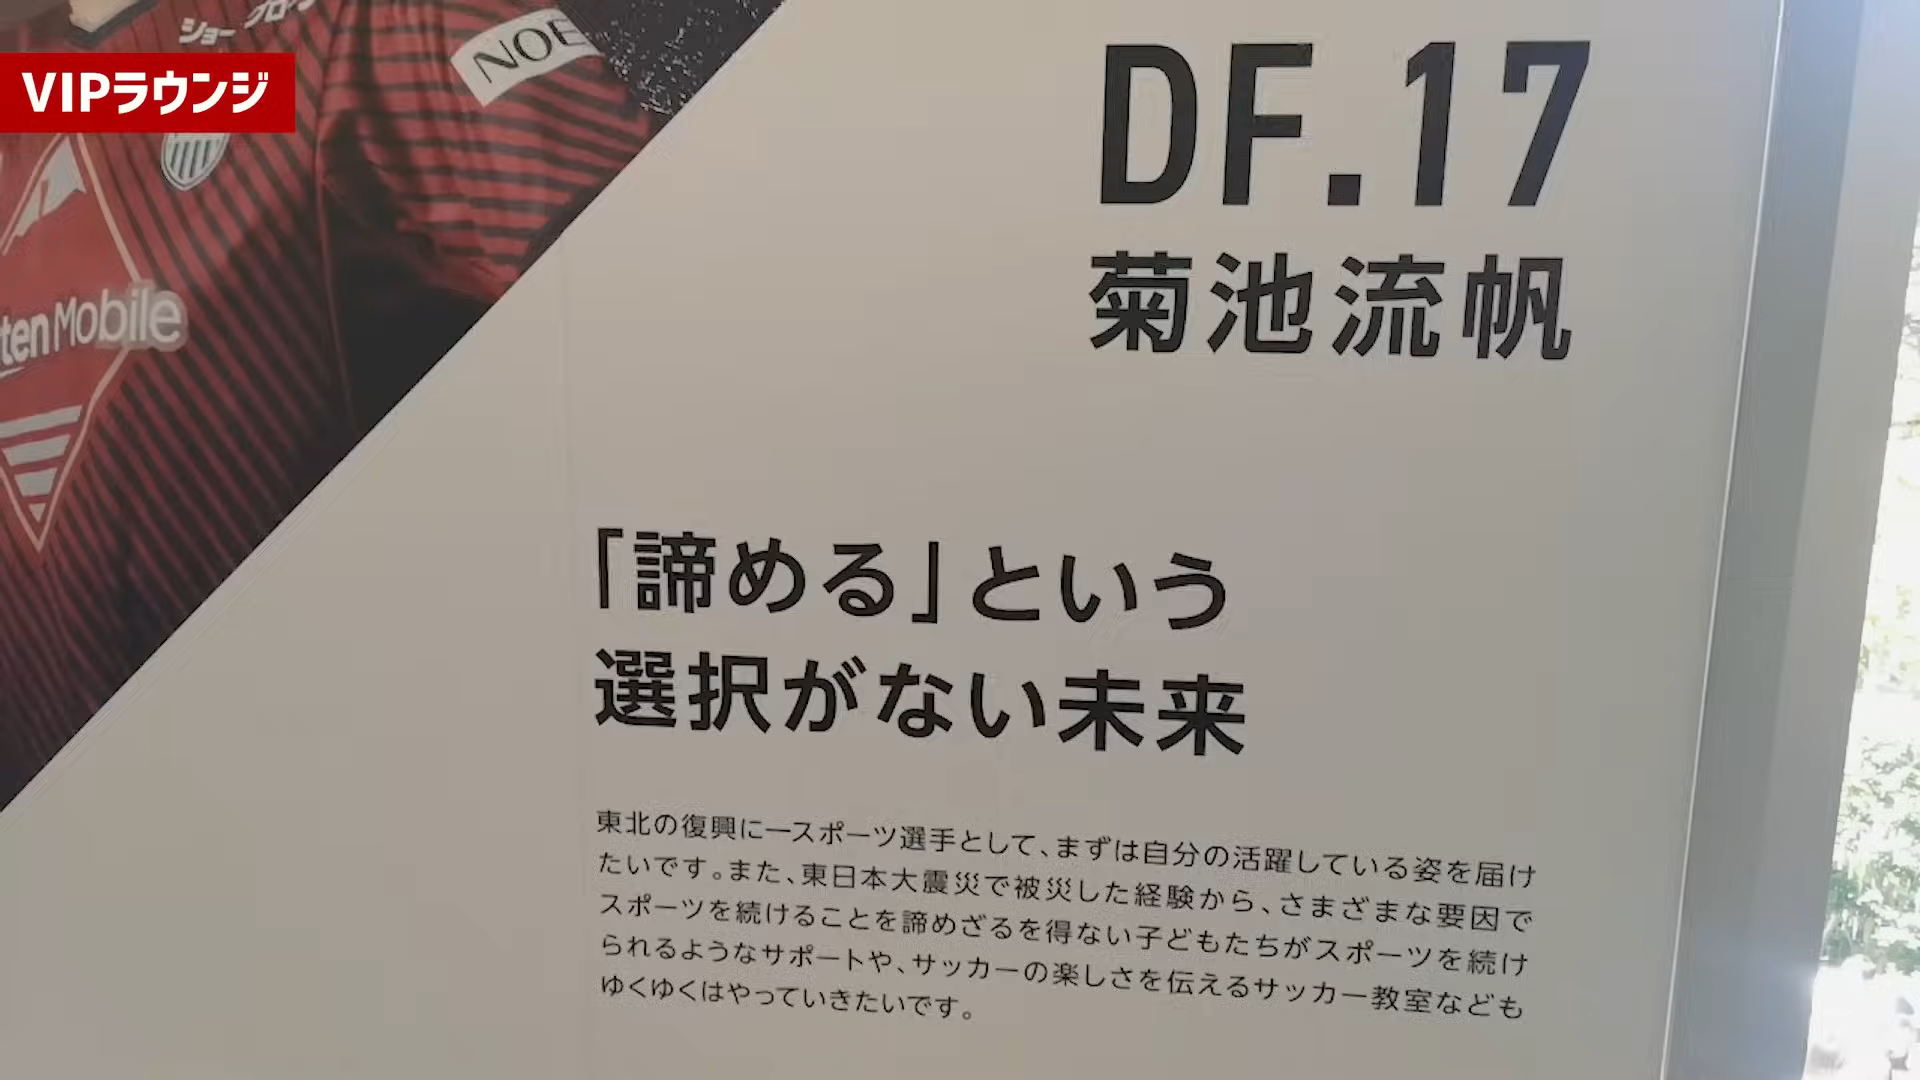 ショー
NOE
VIPラウンジ
ten Mobile
DF.17
菊池流帆
「諦める」という
選択がない未来
東北の復興に一スポーツ選手として、まずは自分の活躍している姿を届け
たいです。また、東日本大震災で被災した経験から、さまざまな要因で
スポーツを続けることを諦めざるを得ない子どもたちがスポーツを続け
られるようなサポートや、サッカーの楽しさを伝えるサッカー教室なども
ゆくゆくはやっていきたいです。